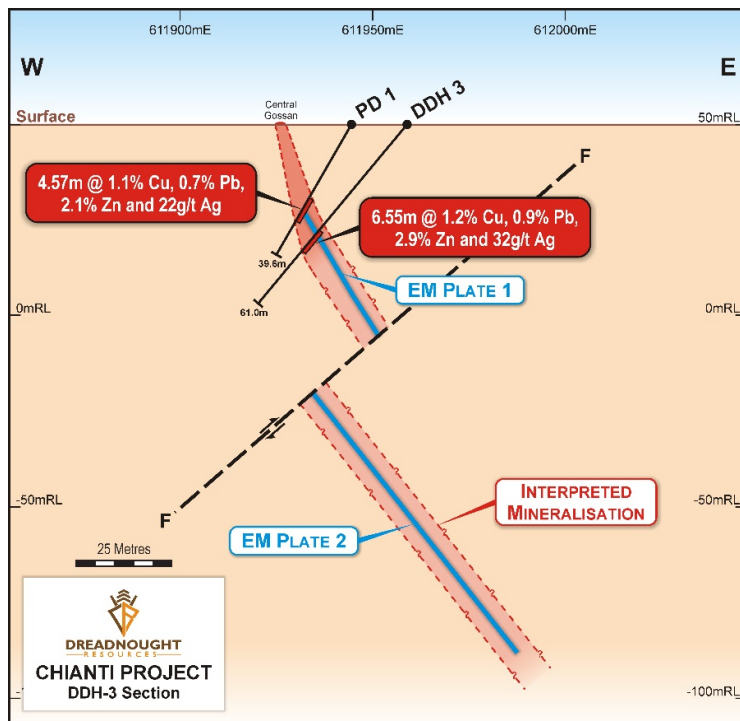 611900mE
611950mE
612000mE
W
E
Central
Gossan
PD 1
DDH 3
Surface
50mRL
F
4.57m @ 1.1% Cu, 0.7% Pb,
2.1% Zn and 22g/t Ag
6.55m @ 1.2% Cu, 0.9% Pb,
2.9% Zn and 32g/t Ag
39.6m
EM PLATE 1
61.0m
0mRL
0mRL
-50mRL
-50mRL
INTERPRETED
MINERALISATION
F
EM PLATE 2
25 Metres
DREADNOUGHT
RESOURCES
CHIANTI PROJECT
DDH-3 Section
-100mRL